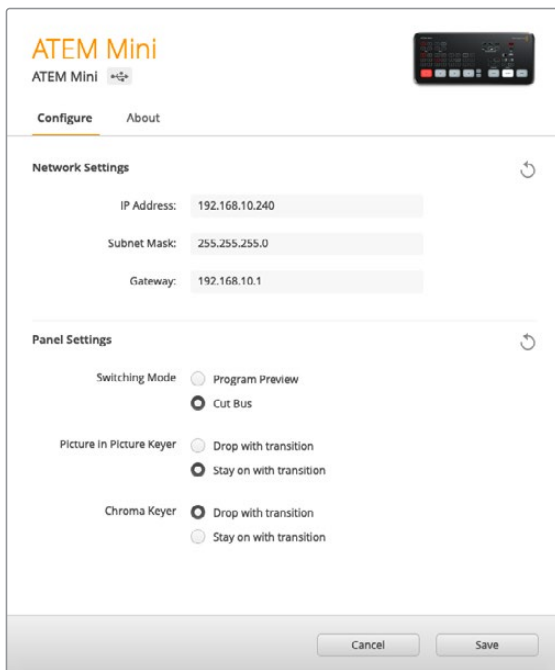 ATEM Mini
ATEM Mini
Configure About
Network Settings
IP Address: 192.168.10.240
Subnet Mask: 255.255.255.0
Gateway: 192.168.10.1
Panel Settings
Switching Mode Program Preview
Cut Bus
Picture in Picture Keyer Drop with transition
Stay on with transition
Chroma Keyer Drop with transition
Stay on with transition
Cancel Save